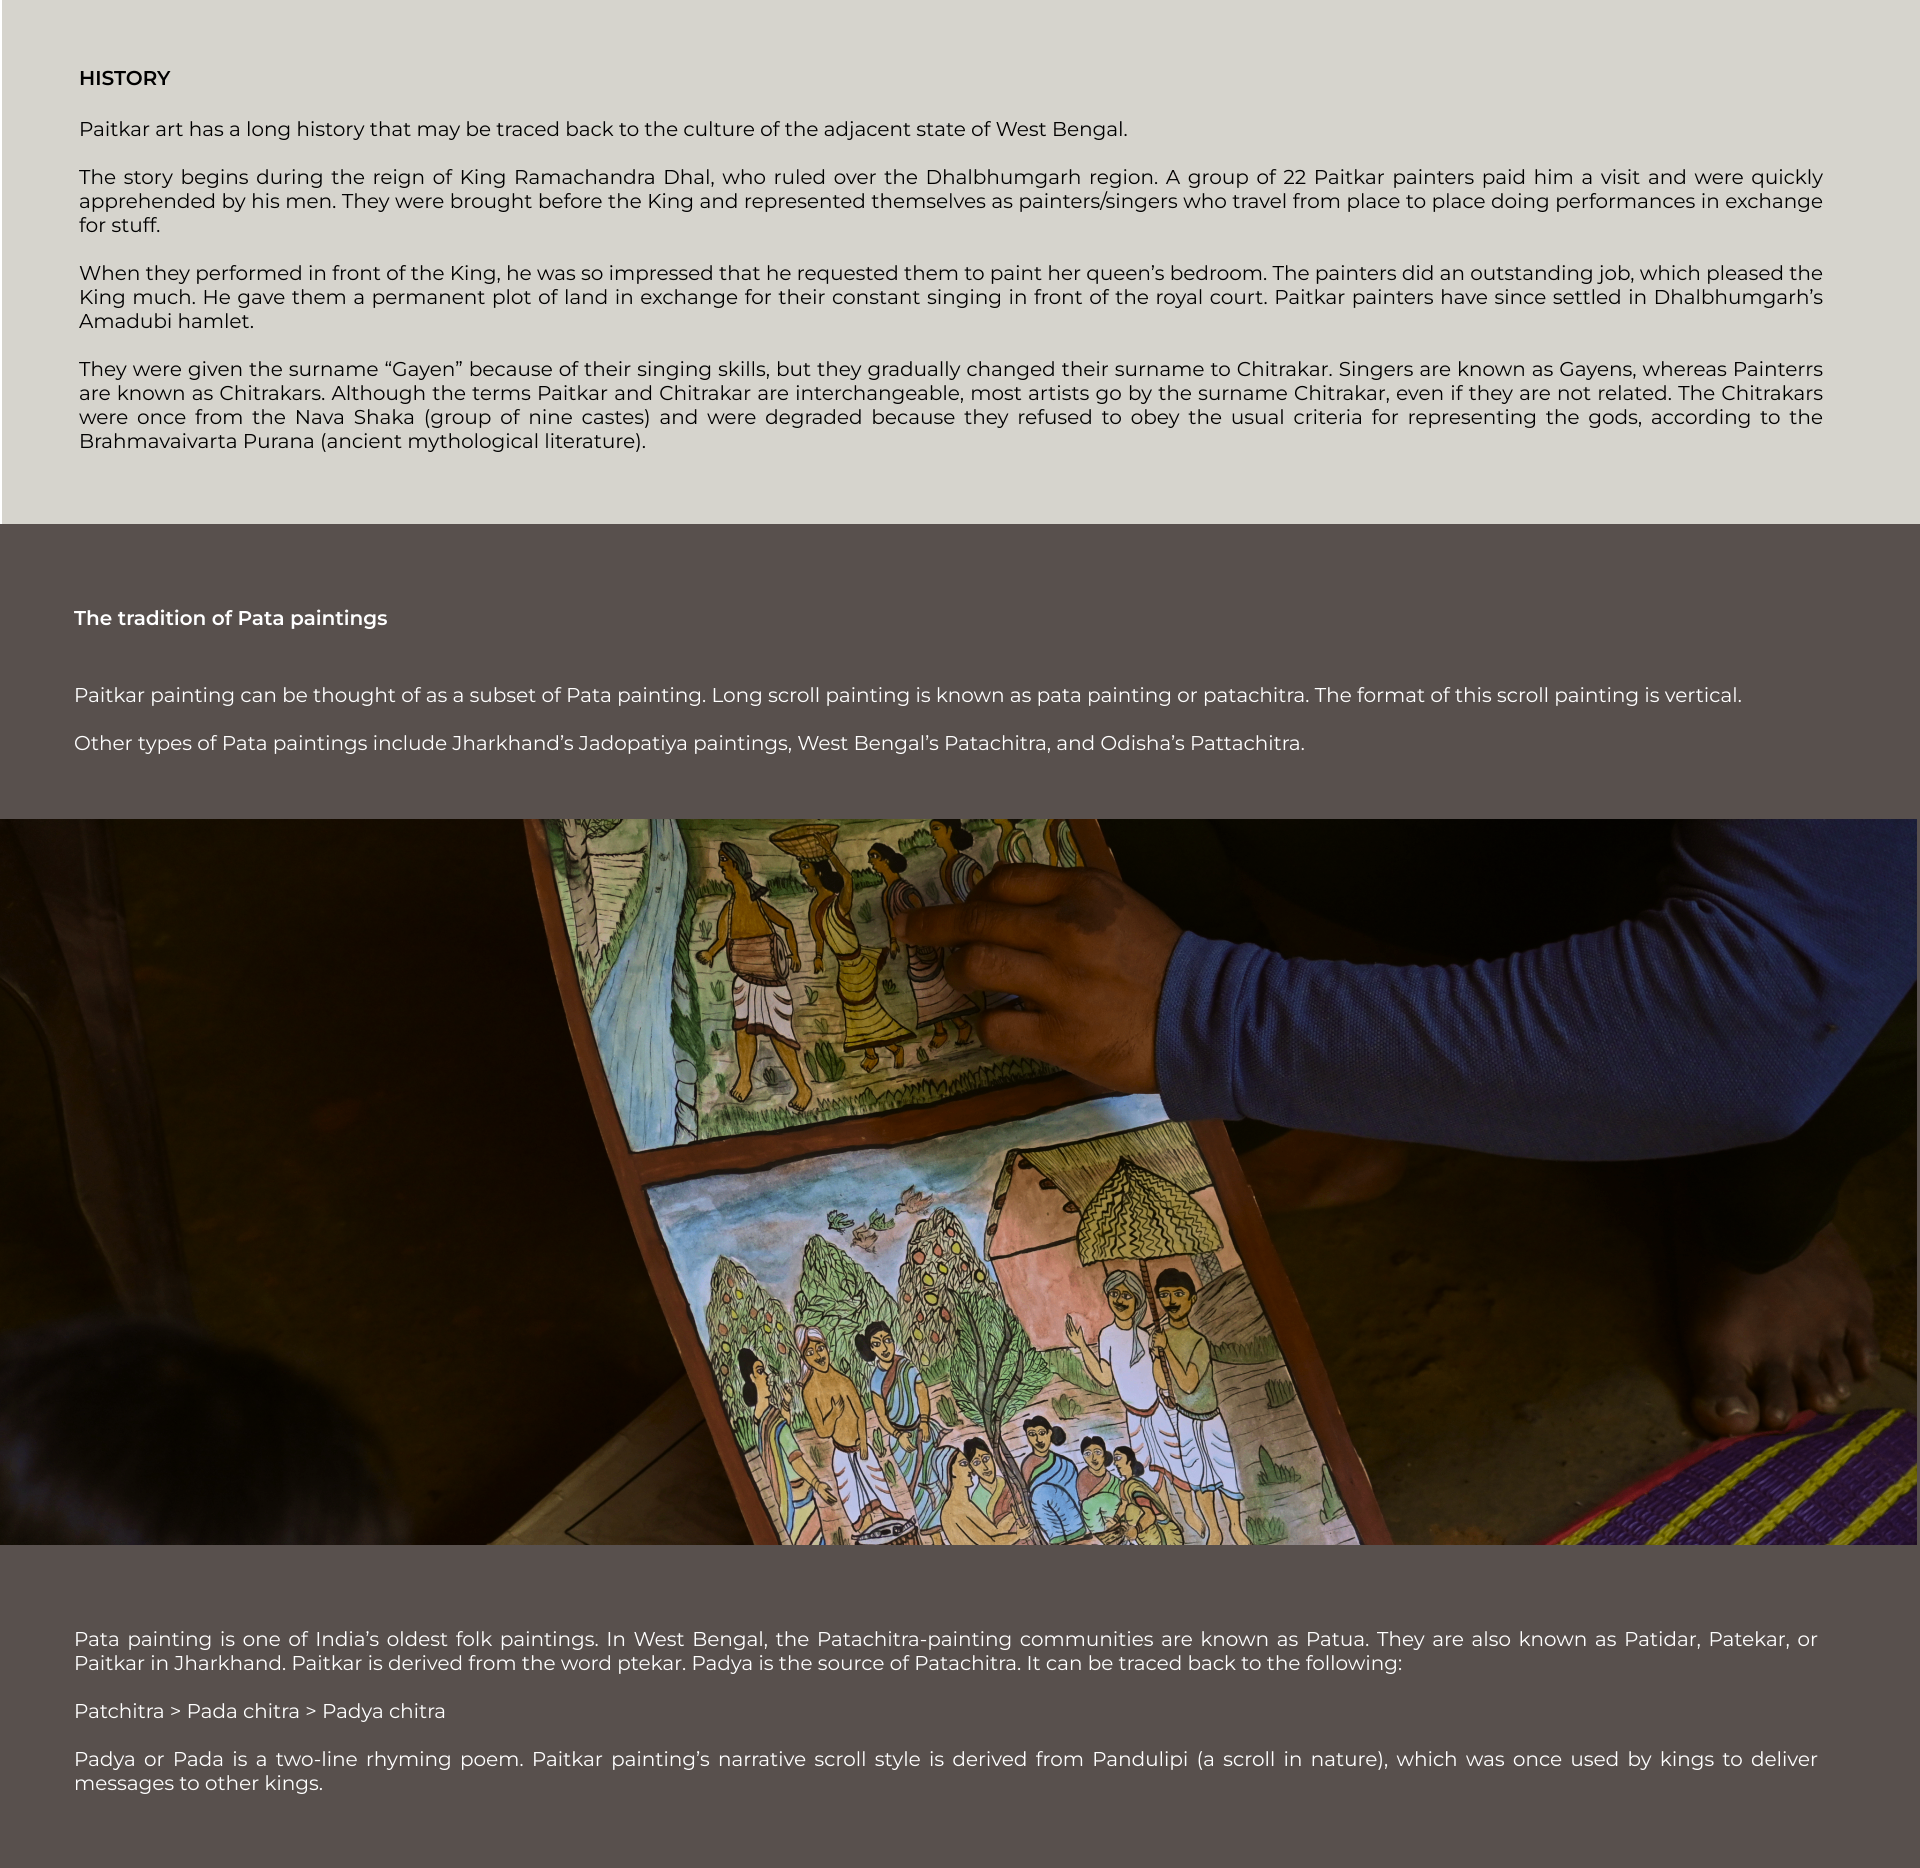 HISTORY
Paitkar art has a long history that may be traced back to the culture of the adjacent state of West Bengal.
The story begins during the reign of King Ramachandra Dhal, who ruled over the Dhalbhumgarh region. A group of 22 Paitkar painters paid him a visit and were quickly
apprehended by his men. They were brought before the King and represented themselves as painters/singers who travel from place to place doing performances in exchange
for stuff.
When they performed in front of the King, he was so impressed that he requested them to paint her queen’s bedroom. The painters did an outstanding job, which pleased the
King much. He gave them a permanent plot of land in exchange for their constant singing in front of the royal court. Paitkar painters have since settled in Dhalbhumgarh’s
Amadubi hamlet.
They were given the surname “Gayen” because of their singing skills, but they gradually changed their surname to Chitrakar. Singers are known as Gayens, whereas Painterrs
are known as Chitrakars. Although the terms Paitkar and Chitrakar are interchangeable, most artists go by the surname Chitrakar, even if they are not related. The Chitrakars
were once from the Nava Shaka (group of nine castes) and were degraded because they refused to obey the usual criteria for representing the gods, according to the
Brahmavaivarta Purana (ancient mythological literature).
The tradition of Pata paintings
Paitkar painting can be thought of as a subset of Pata painting. Long scroll painting is known as pata painting or patachitra. The format of this scroll painting is vertical.
Other types of Pata paintings include Jharkhand’s Jadopatiya paintings, West Bengal’s Patachitra, and Odisha’s Pattachitra.
Pata painting is one of India’s oldest folk paintings. In West Bengal, the Patachitra-painting communities are known as Patua. They are also known as Patidar, Patekar, or
Paitkar in Jharkhand. Paitkar is derived from the word ptekar. Padya is the source of Patachitra. It can be traced back to the following:
Patchitra > Pada chitra > Padya chitra
Padya or Pada is a two-line rhyming poem. Paitkar painting’s narrative scroll style is derived from Pandulipi (a scroll in nature), which was once used by kings to deliver
messages to other kings.